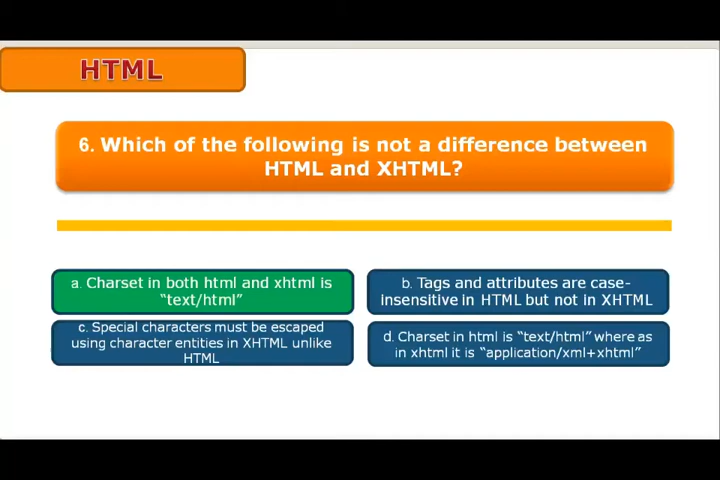 HTML
6. Which of the following is not a difference between
HTML and XHTML?
a. Charset in both html and xhtml is
“text/html”
b. Tags and attributes are case-
insensitive in HTML but not in XHTML
c. Special characters must be escaped
using character entities in XHTML unlike
HTML
d. Charset in html is “text/html” where as
in xhtml it is “application/xml+xhtml”